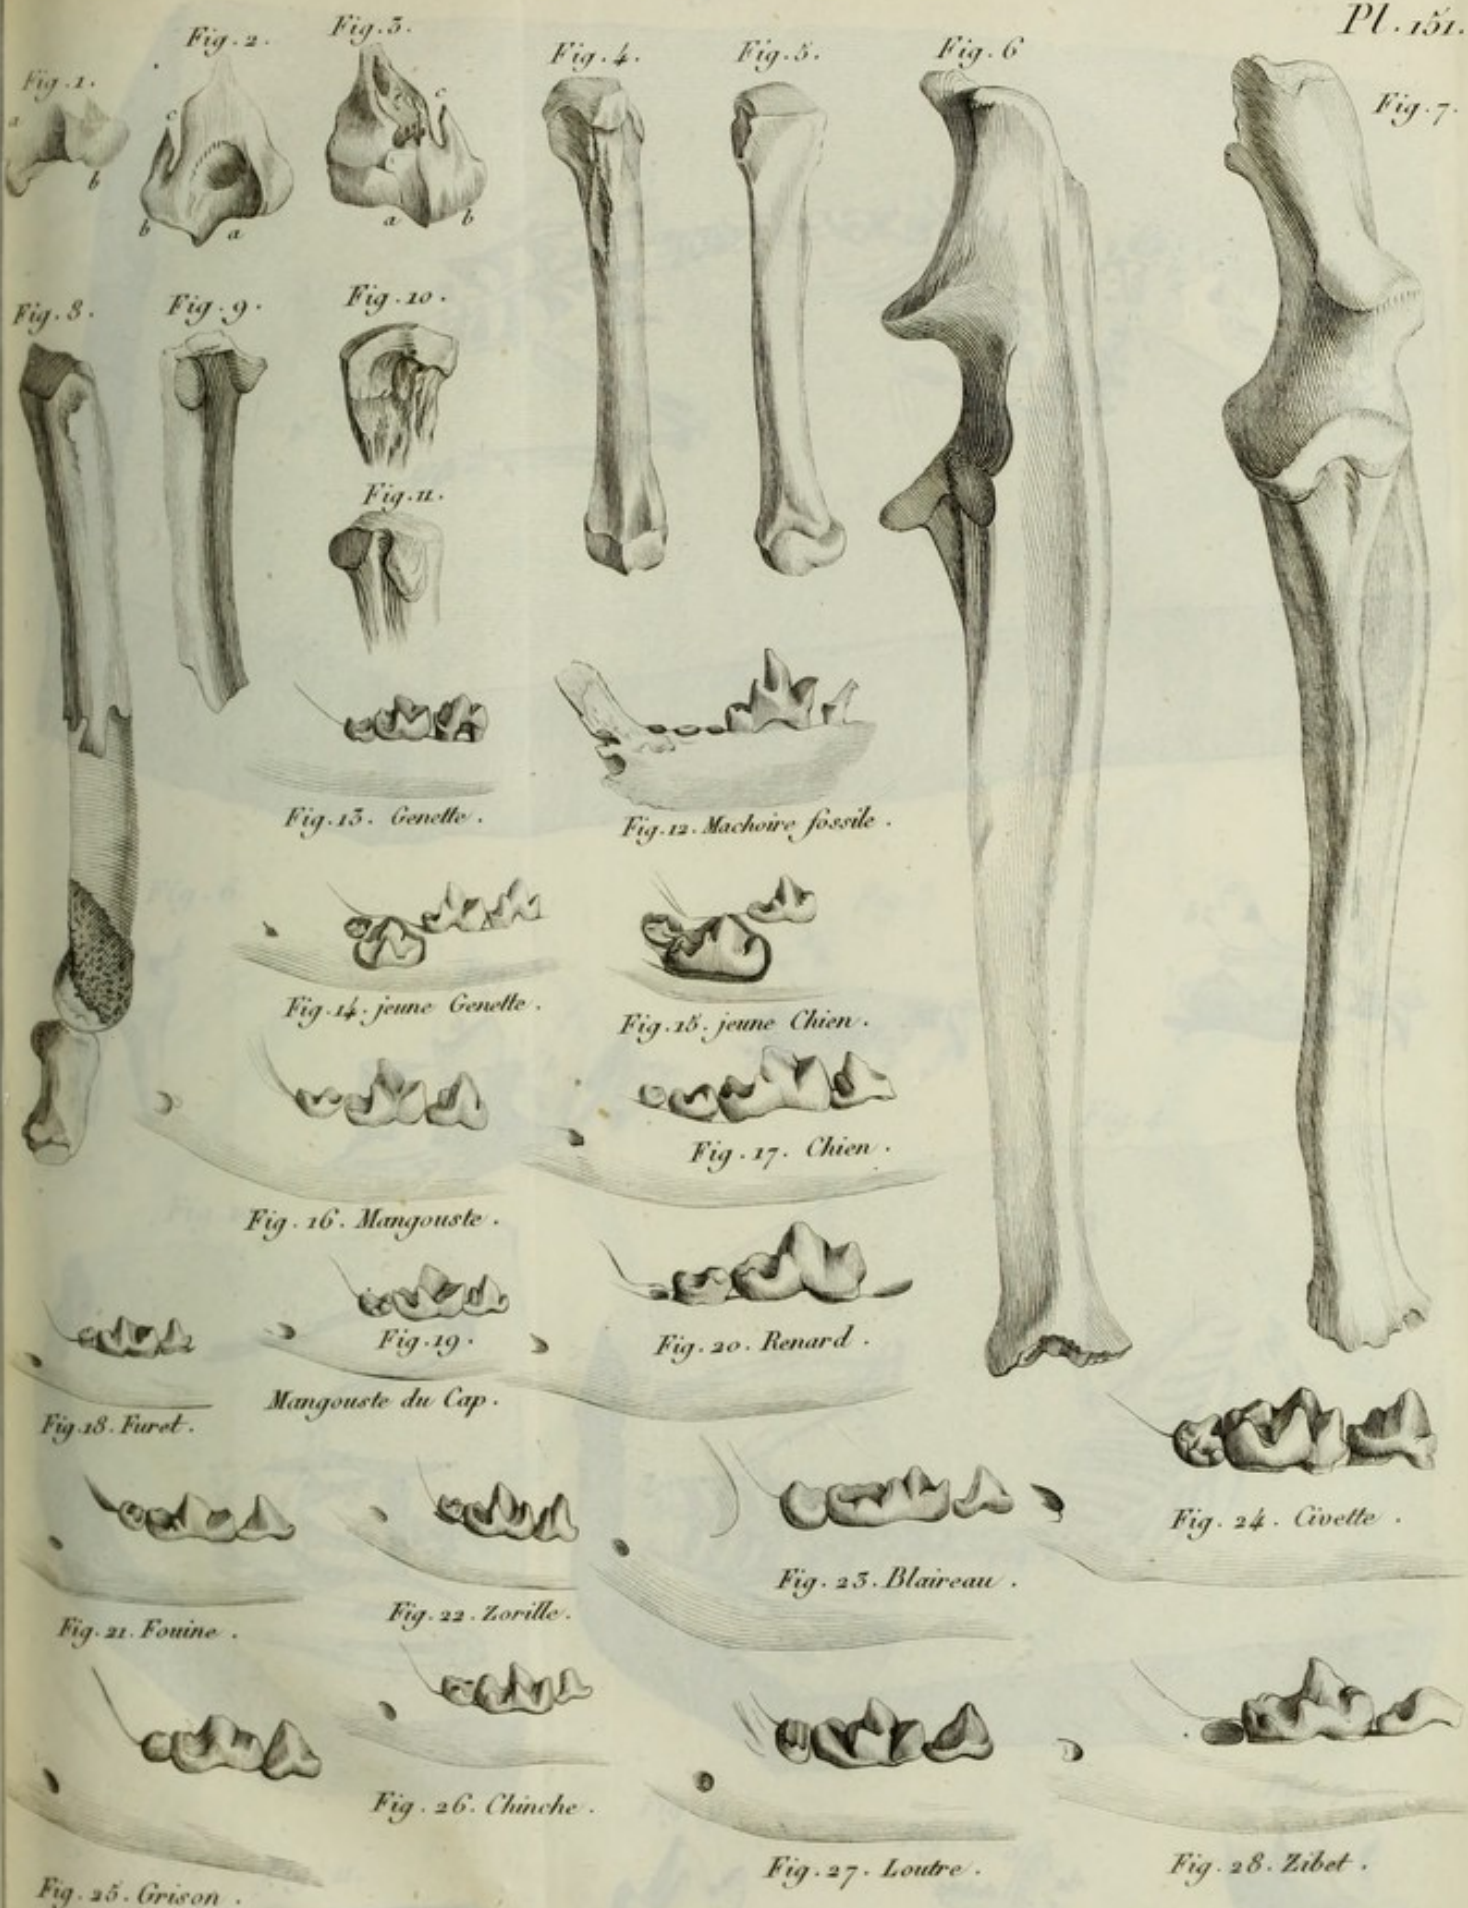 Pl. 151.
Fig. 1.
Fig. 2.
Fig. 3.
Fig. 4.
Fig. 5.
Fig. 6
Fig. 7.
a
b
c
b
a
c
a
b
Fig. 8.
Fig. 9.
Fig. 10.
Fig. 11.
Fig. 13. Genette.
Fig. 12. Machoire fossile.
Fig. 14. jeune Genette.
Fig. 15. jeune Chien.
Fig. 17. Chien.
Fig. 16. Mangouste.
Fig. 19.
Mangouste du Cap.
Fig. 20. Renard.
Fig. 18. Furet.
Fig. 24. Civette.
Fig. 23. Blaireau.
Fig. 22. Zorille.
Fig. 21. Fouine.
Fig. 26. Chinche.
Fig. 27. Loutre.
Fig. 28. Zibet.
Fig. 25. Grison.